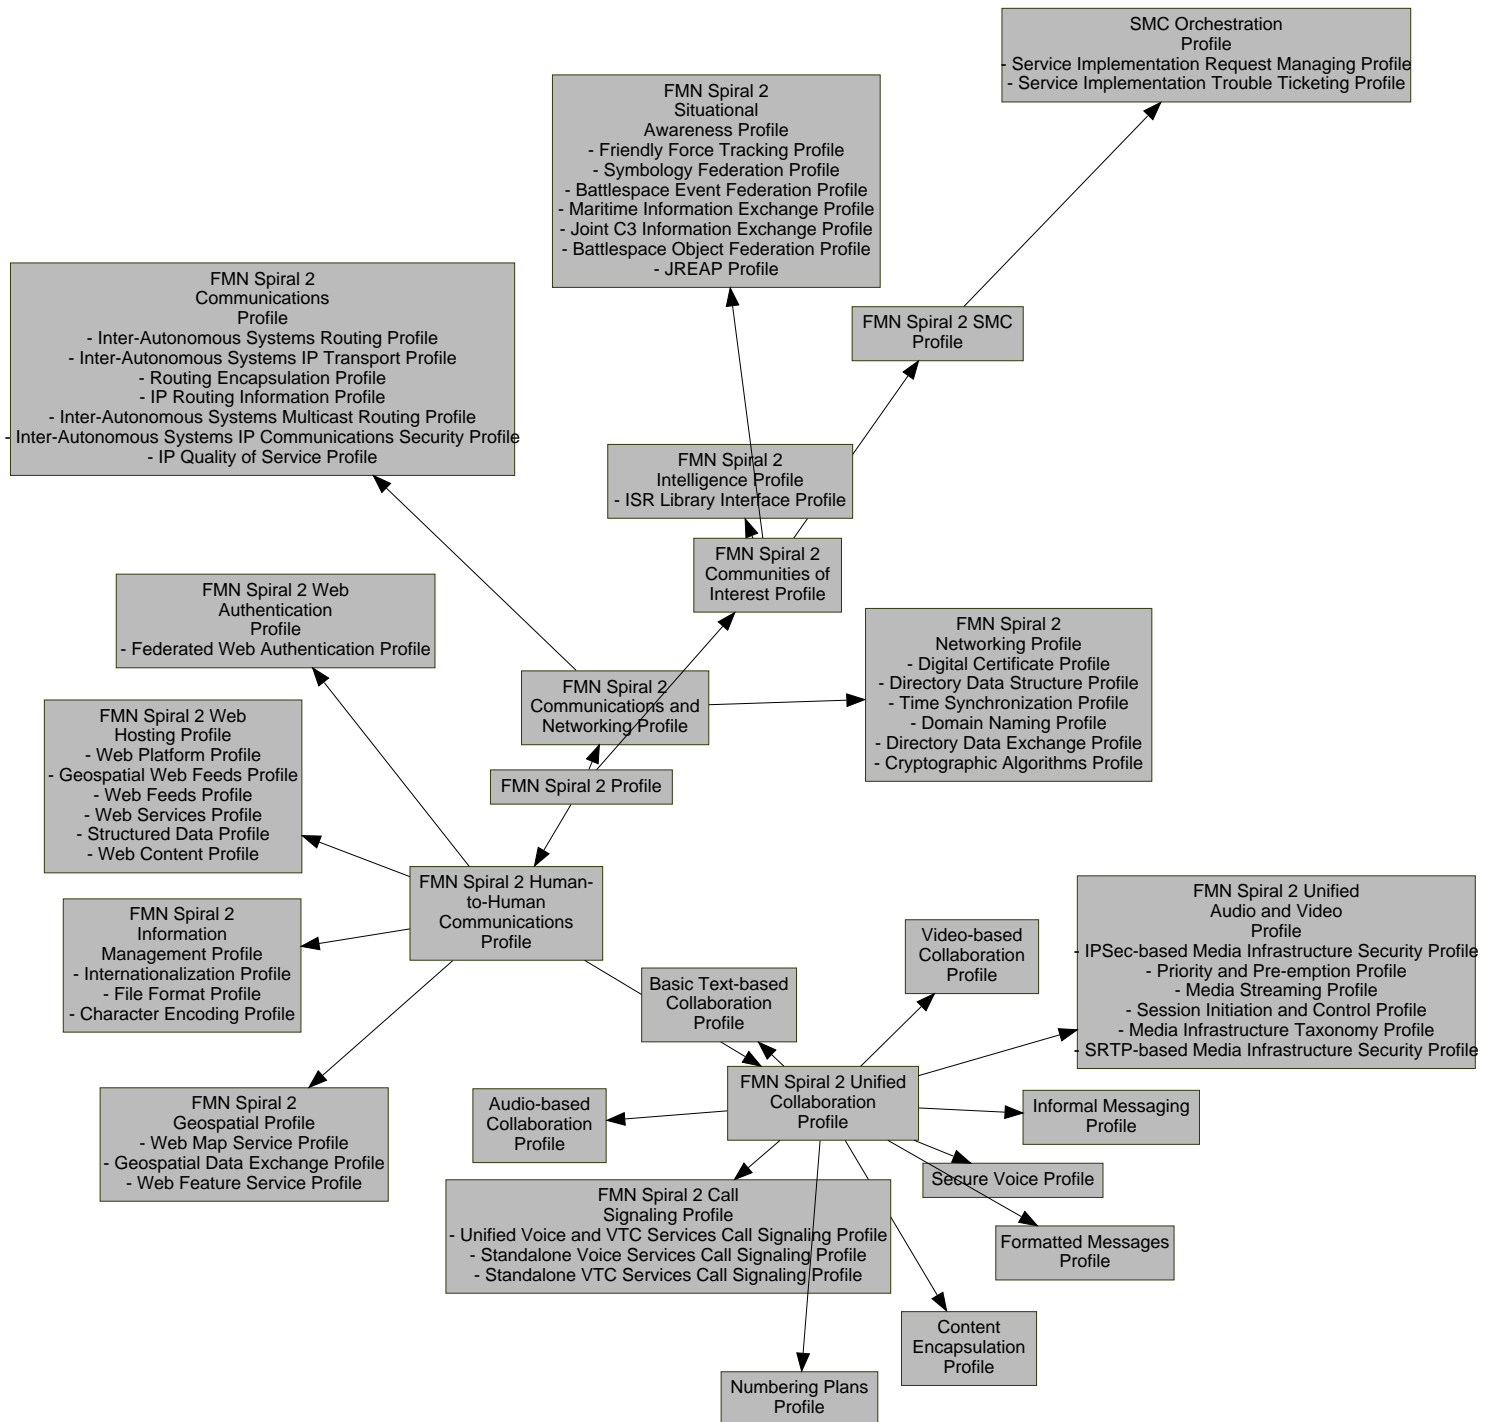 SMC Orchestration
Profile
- Service Implementation Request Managing Profile
- Service Implementation Trouble Ticketing Profile
FMN Spiral 2
Situational
Awareness Profile
- Friendly Force Tracking Profile
- Symbology Federation Profile
- Battlespace Event Federation Profile
- Maritime Information Exchange Profile
- Joint C3 Information Exchange Profile
- Battlespace Object Federation Profile
- JREAP Profile
FMN Spiral 2
Communications
Profile
- Inter-Autonomous Systems Routing Profile
- Inter-Autonomous Systems IP Transport Profile
- Routing Encapsulation Profile
- IP Routing Information Profile
- Inter-Autonomous Systems Multicast Routing Profile
- Inter-Autonomous Systems IP Communications Security Profile
- IP Quality of Service Profile
FMN Spiral 2 SMC
Profile
FMN Spiral 2
Intelligence Profile
- ISR Library Interface Profile
FMN Spiral 2
Communities of
Interest Profile
FMN Spiral 2 Web
Authentication
Profile
- Federated Web Authentication Profile
FMN Spiral 2
Networking Profile
- Digital Certificate Profile
- Directory Data Structure Profile
- Time Synchronization Profile
- Domain Naming Profile
- Directory Data Exchange Profile
- Cryptographic Algorithms Profile
FMN Spiral 2
Communications and
Networking Profile
FMN Spiral 2 Web
Hosting Profile
- Web Platform Profile
- Geospatial Web Feeds Profile
- Web Feeds Profile
- Web Services Profile
- Structured Data Profile
- Web Content Profile
FMN Spiral 2 Profile
FMN Spiral 2 Human-
to-Human
Communications
Profile
FMN Spiral 2
Information
Management Profile
- Internationalization Profile
- File Format Profile
- Character Encoding Profile
Video-based
Collaboration
Profile
FMN Spiral 2 Unified
Audio and Video
Profile
- IPSec-based Media Infrastructure Security Profile
- Priority and Pre-emption Profile
- Media Streaming Profile
- Session Initiation and Control Profile
- Media Infrastructure Taxonomy Profile
- SRTP-based Media Infrastructure Security Profile
Basic Text-based
Collaboration
Profile
FMN Spiral 2 Unified
Collaboration
Profile
FMN Spiral 2
Geospatial Profile
- Web Map Service Profile
- Geospatial Data Exchange Profile
- Web Feature Service Profile
Audio-based
Collaboration
Profile
Informal Messaging
Profile
Secure Voice Profile
FMN Spiral 2 Call
Signaling Profile
- Unified Voice and VTC Services Call Signaling Profile
- Standalone Voice Services Call Signaling Profile
- Standalone VTC Services Call Signaling Profile
Formatted Messages
Profile
Content
Encapsulation
Profile
Numbering Plans
Profile